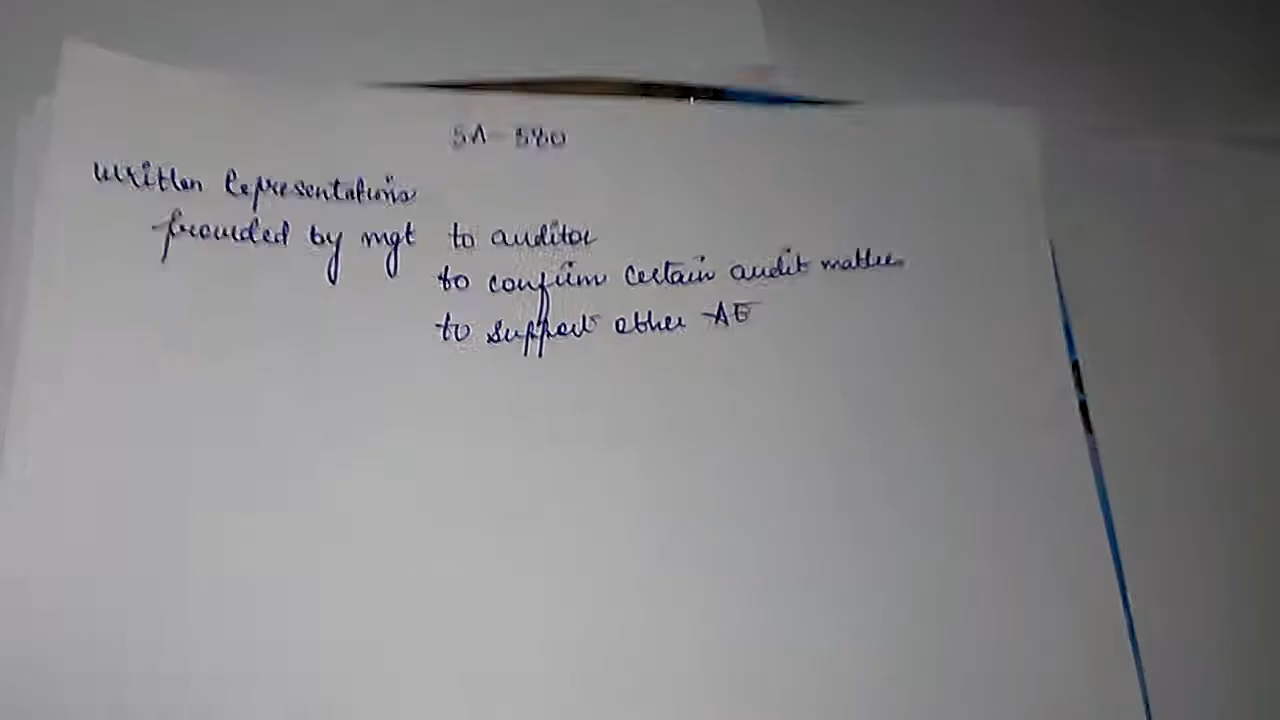 SA - 580
Written Representations
provided by mgt to auditor
to confirm certain audit matter
to support other AE